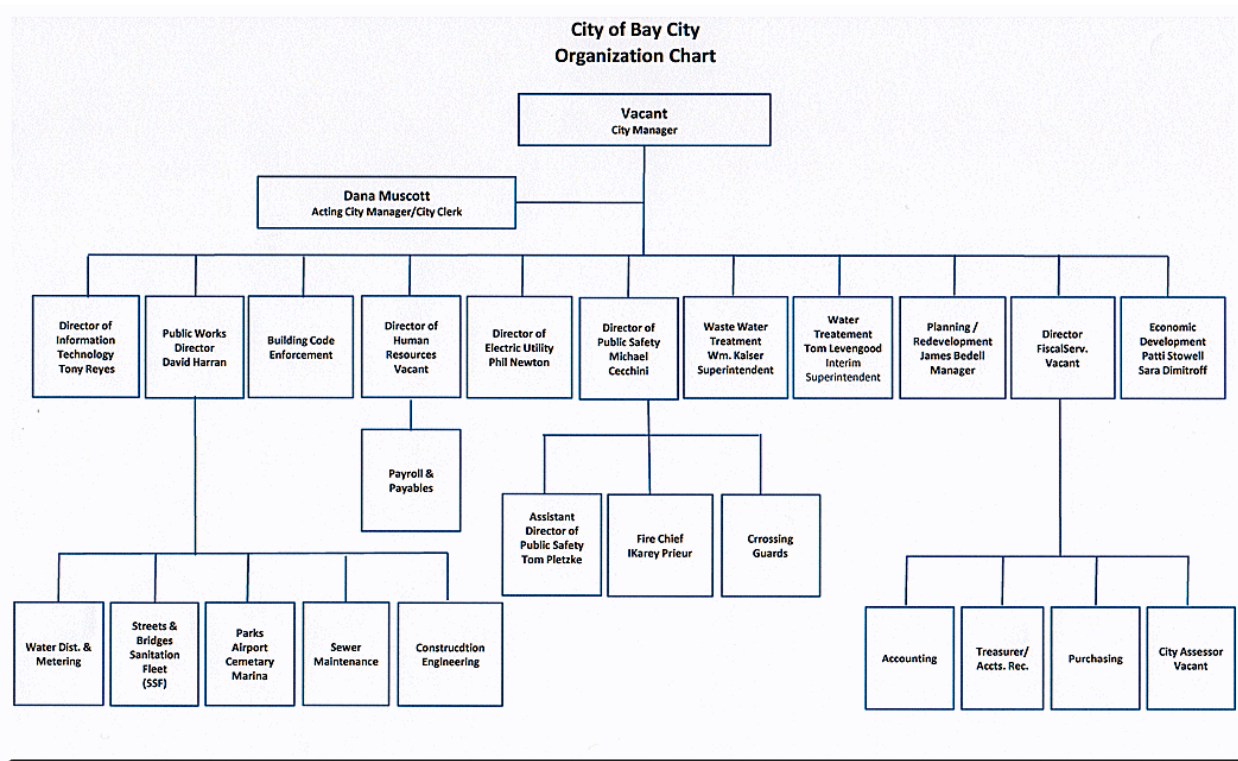 City of Bay City
Organization Chart
Vacant
City Manager
Dana Muscott
Acting City Manager/City Clerk
Director of
Information
Technology
Tony Reyes
Public Works
Director
David Harran
Building Code
Enforcement
Director of
Human
Resources
Vacant
Director of
Electric Utility
Phil Newton
Director of
Public Safety
Michael
Cecchini
Waste Water
Treatment
Wm. Kaiser
Superintendent
Water
Treatement
Tom Levengood
Interim
Superintendent
Planning /
Redevelopment
James Bedell
Manager
Director
FiscalServ.
Vacant
Economic
Development
Patti Stowell
Sara Dimitroff
Payroll &
Payables
Assistant
Director of
Public Safety
Tom Pletzke
Fire Chief
IKarey Prieur
Crrossing
Guards
Water Dist. &
Metering
Streets &
Bridges
Sanitation
Fleet
(SSF)
Parks
Airport
Cemetary
Marina
Sewer
Maintenance
Construcdtion
Engineering
Accounting
Treasurer/
Accts. Rec.
Purchasing
City Assessor
Vacant